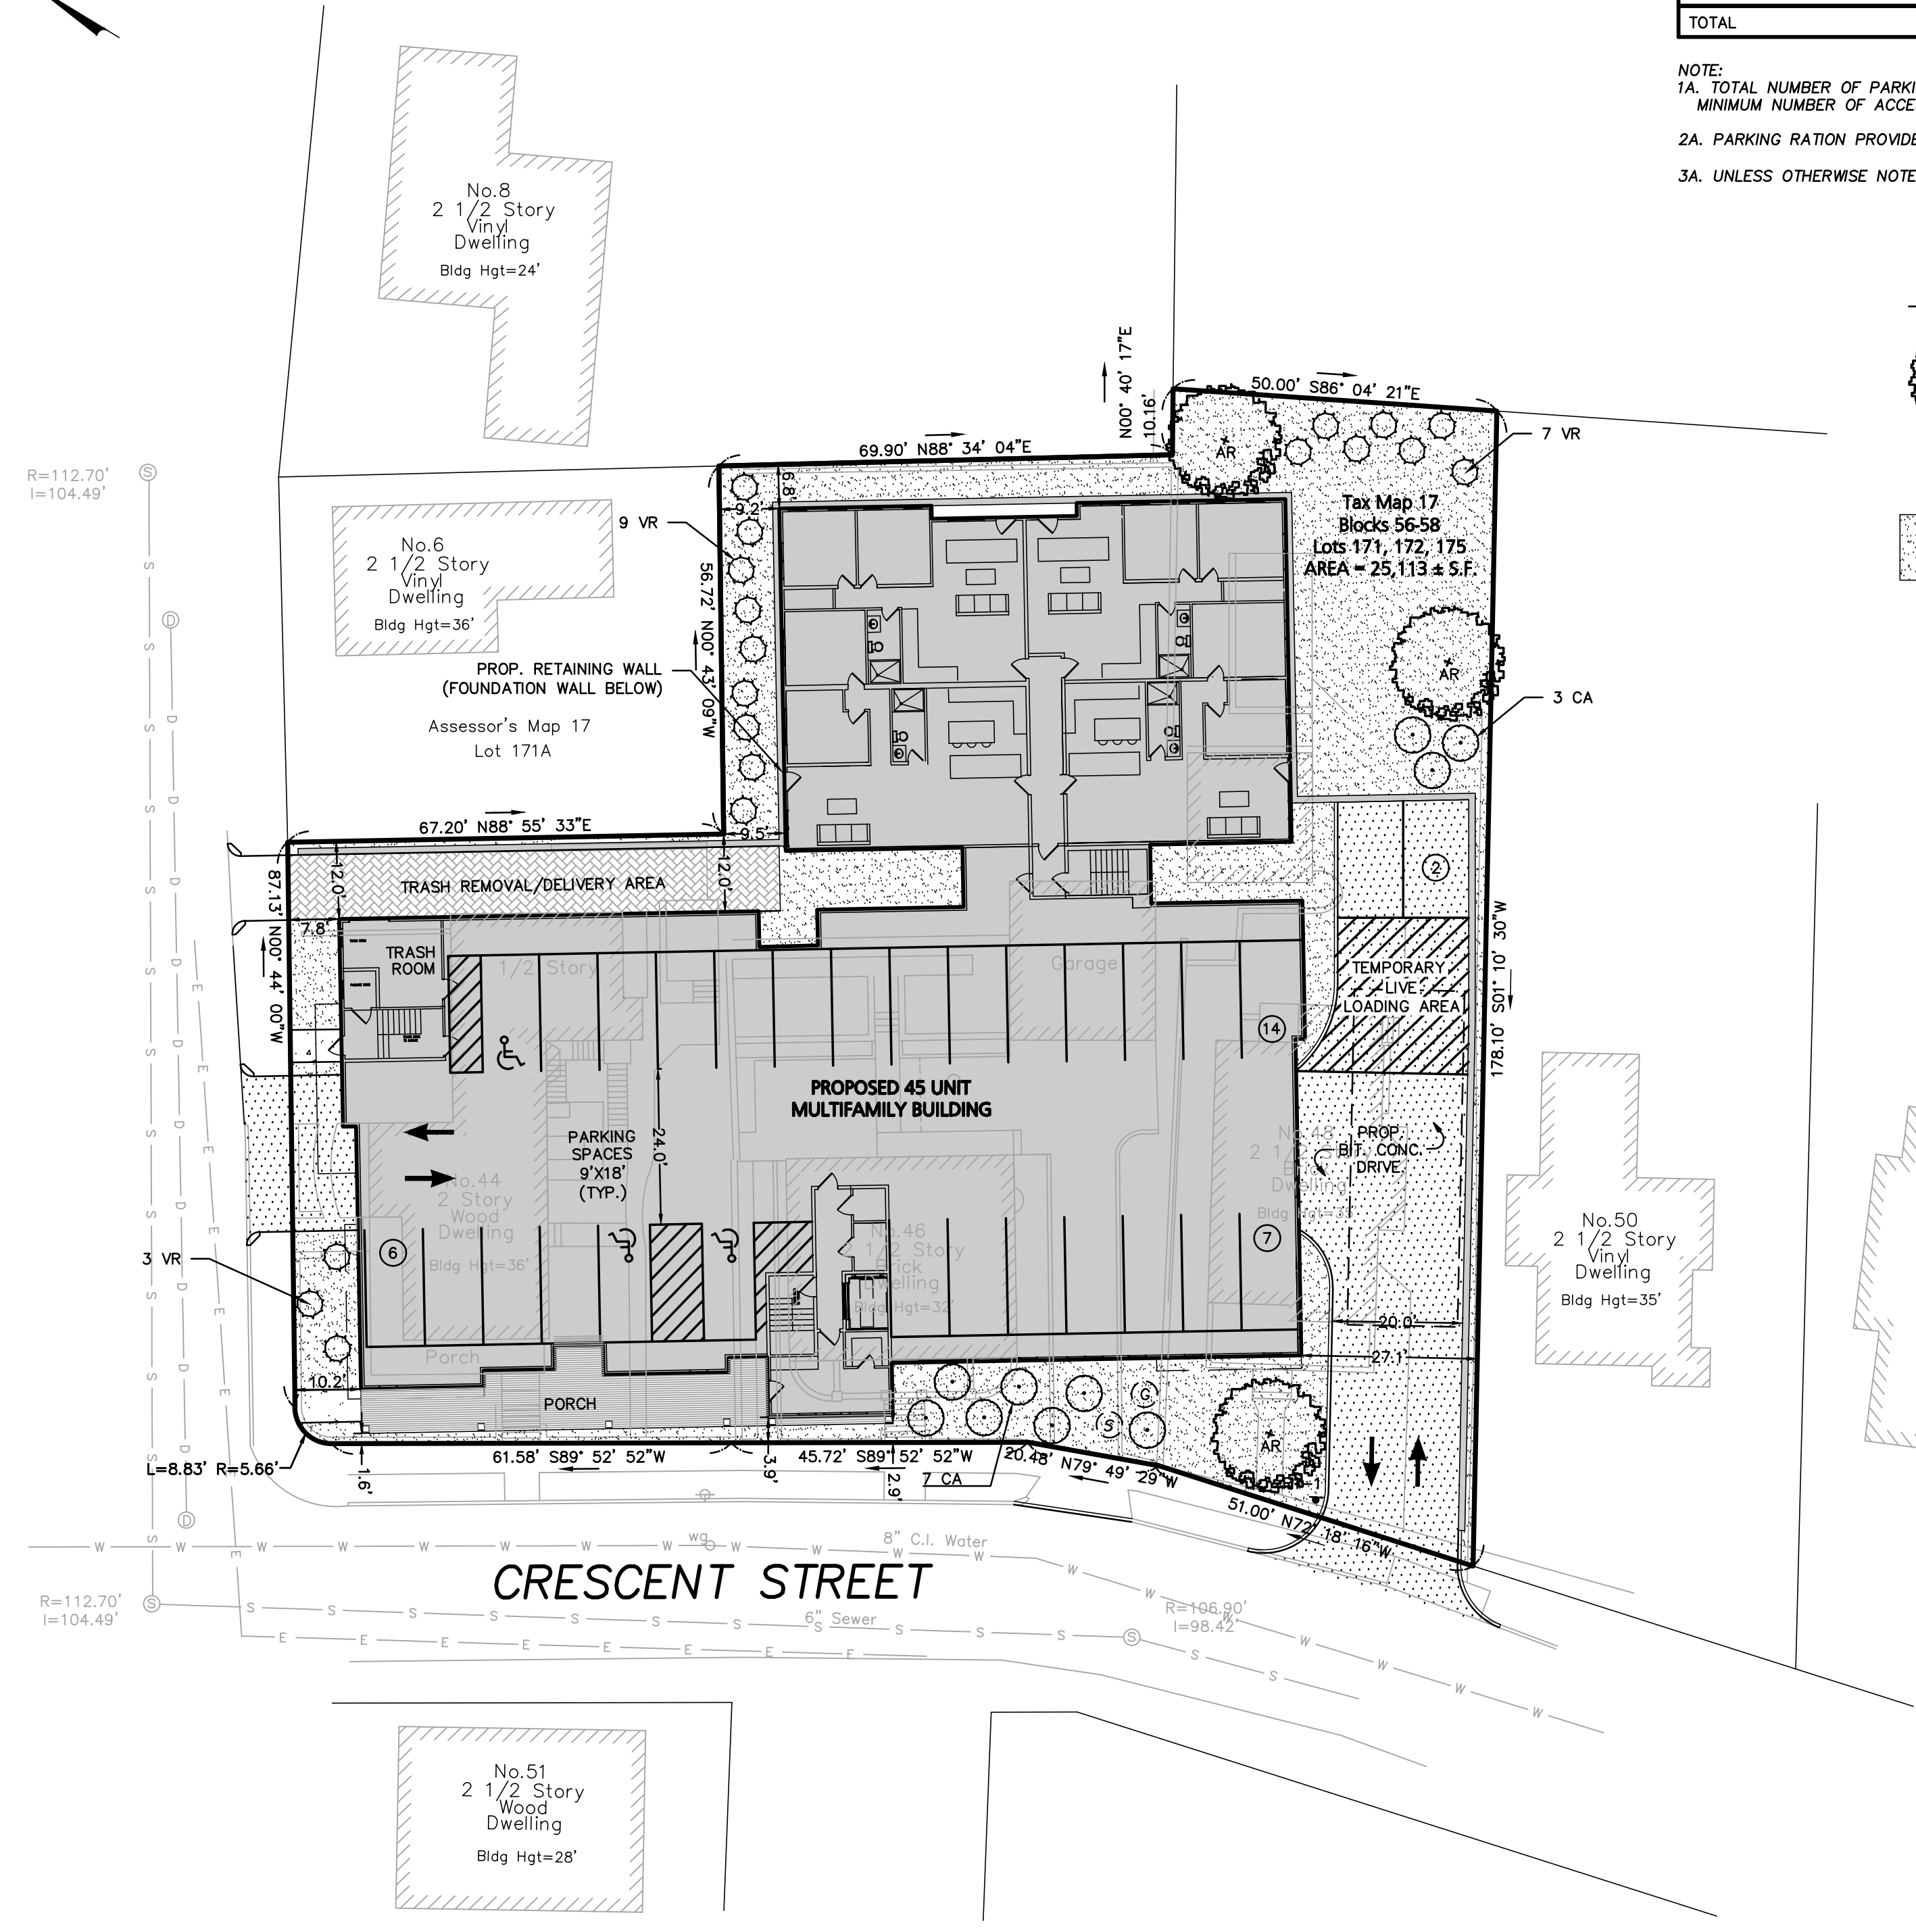 TOTAL
NOTE:
1A. TOTAL NUMBER OF PARKI
MINIMUM NUMBER OF ACCE
2A. PARKING RATION PROVIDE
3A. UNLESS OTHERWISE NOTE
No.8
2 1/2 Story
Vinyl
Dwelling
Bldg Hgt=24'
N00° 40' 17"E
10.16'
50.00' S86° 04' 21"E
69.90' N88° 34' 04"E
7 VR
AR
R=112.70'
I=104.49'
S
D
6.8'
9.2'
9 VR
Tax Map 17
Blocks 56-58
Lots 171, 172, 175
AREA = 25,113 ± S.F.
No.6
2 1/2 Story
Vinyl
Dwelling
Bldg Hgt=36'
56.72' N00° 43' 09"W
PROP. RETAINING WALL
(FOUNDATION WALL BELOW)
Assessor's Map 17
Lot 171A
AR
3 CA
67.20' N88° 55' 33"E
9.5'
12.0'
12.0'
TRASH REMOVAL/DELIVERY AREA
2
87.13' N00° 44' 00"W
7.8'
TRASH
ROOM
1/2 Story
Garage
TEMPORARY
LIVE
LOADING AREA
178.10' S01° 10' 30"W
14
PROPOSED 45 UNIT
MULTIFAMILY BUILDING
PARKING
SPACES
9'X18'
(TYP.)
24.0'
No.44
2 Story
Wood
Dwelling
Bldg Hgt=36'
No.48
2 1/2 Story
Brick
Dwelling
Bldg Hgt=35'
PROP.
BIT. CONC.
DRIVE.
No.46
2 1/2 Story
Brick
Dwelling
Bldg Hgt=32'
No.50
2 1/2 Story
Vinyl
Dwelling
Bldg Hgt=35'
3 VR
6
7
20.0'
27.1'
Porch
10.2'
PORCH
G
S
AR
L=8.83' R=5.66'
1.6'
61.58' S89° 52' 52"W
3.9'
45.72' S89° 52' 52"W
2.9'
7 CA
20.48' N79° 49' 29"W
51.00' N72° 18' 16"W
D
wg
8" C.I. Water
CRESCENT STREET
R=112.70'
I=104.49'
S
6" Sewer
R=106.90'
I=98.42'
S
No.51
2 1/2 Story
Wood
Dwelling
Bldg Hgt=28'